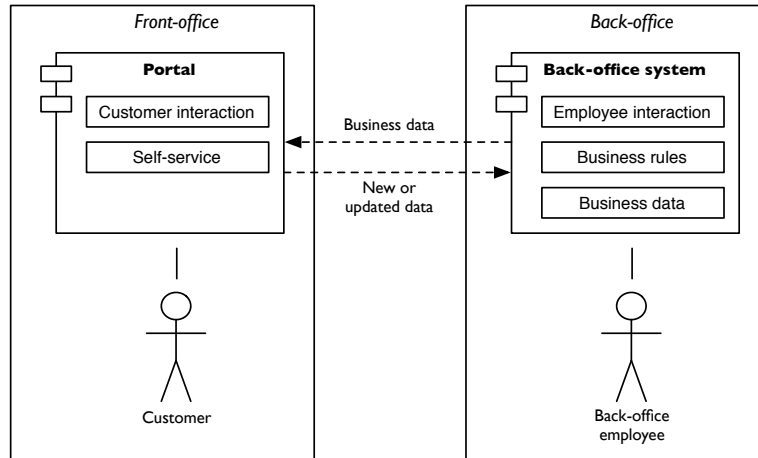 Front-office
Portal
Customer interaction
Self-service
Customer
Business data
New or
updated data
Back-office
Back-office system
Employee interaction
Business rules
Business data
Back-office
employee